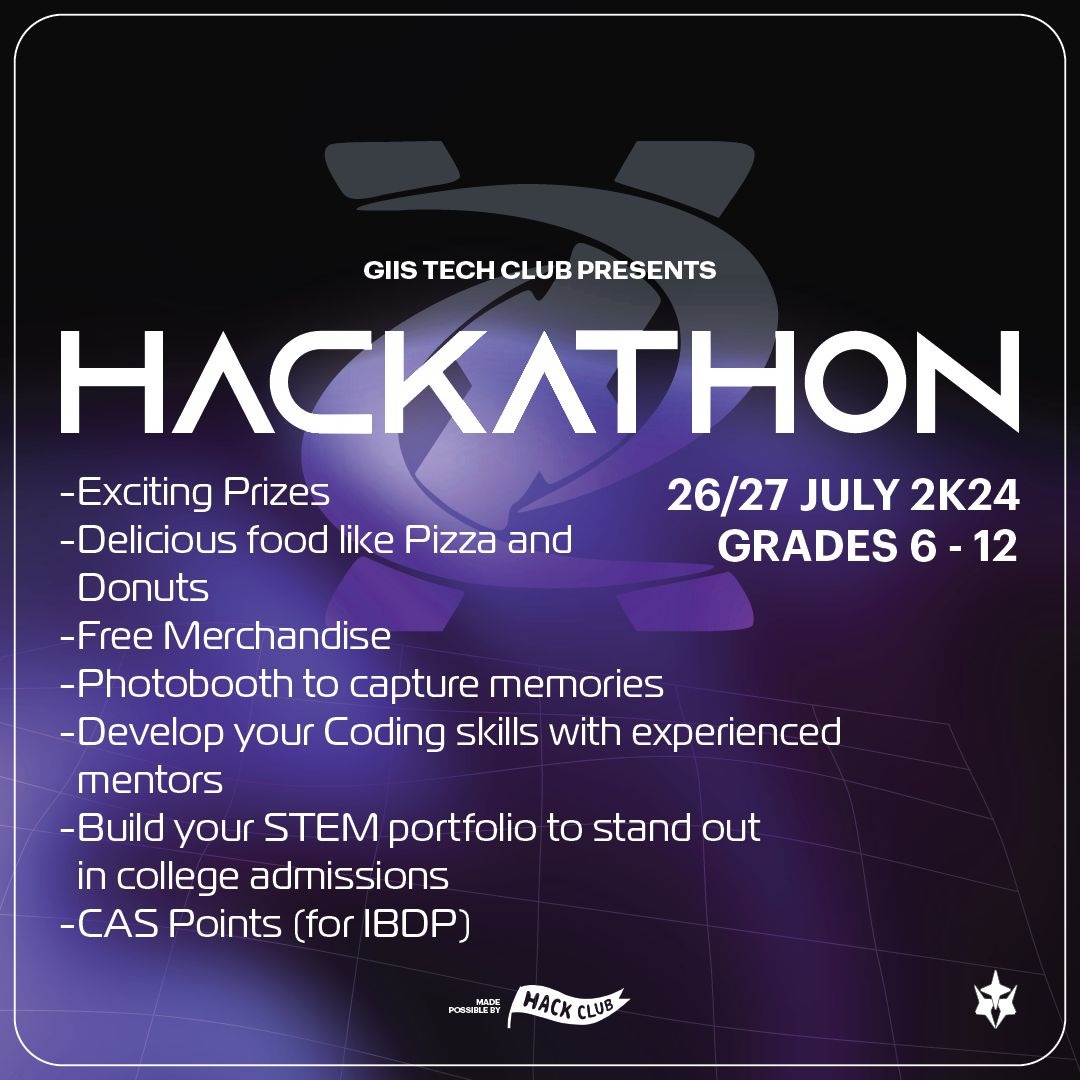 GIIS TECH CLUB PRESENTS
HACKATHON
-Exciting Prizes
-Delicious food like Pizza and
Donuts
-Free Merchandise
-Photobooth to capture memories
-Develop your Coding skills with experienced
mentors
-Build your STEM portfolio to stand out
in college admissions
-CAS Points (for IBDP)
26/27 JULY 2K24
GRADES 6 - 12
MADE
POSSIBLE BY
HACK CLUB